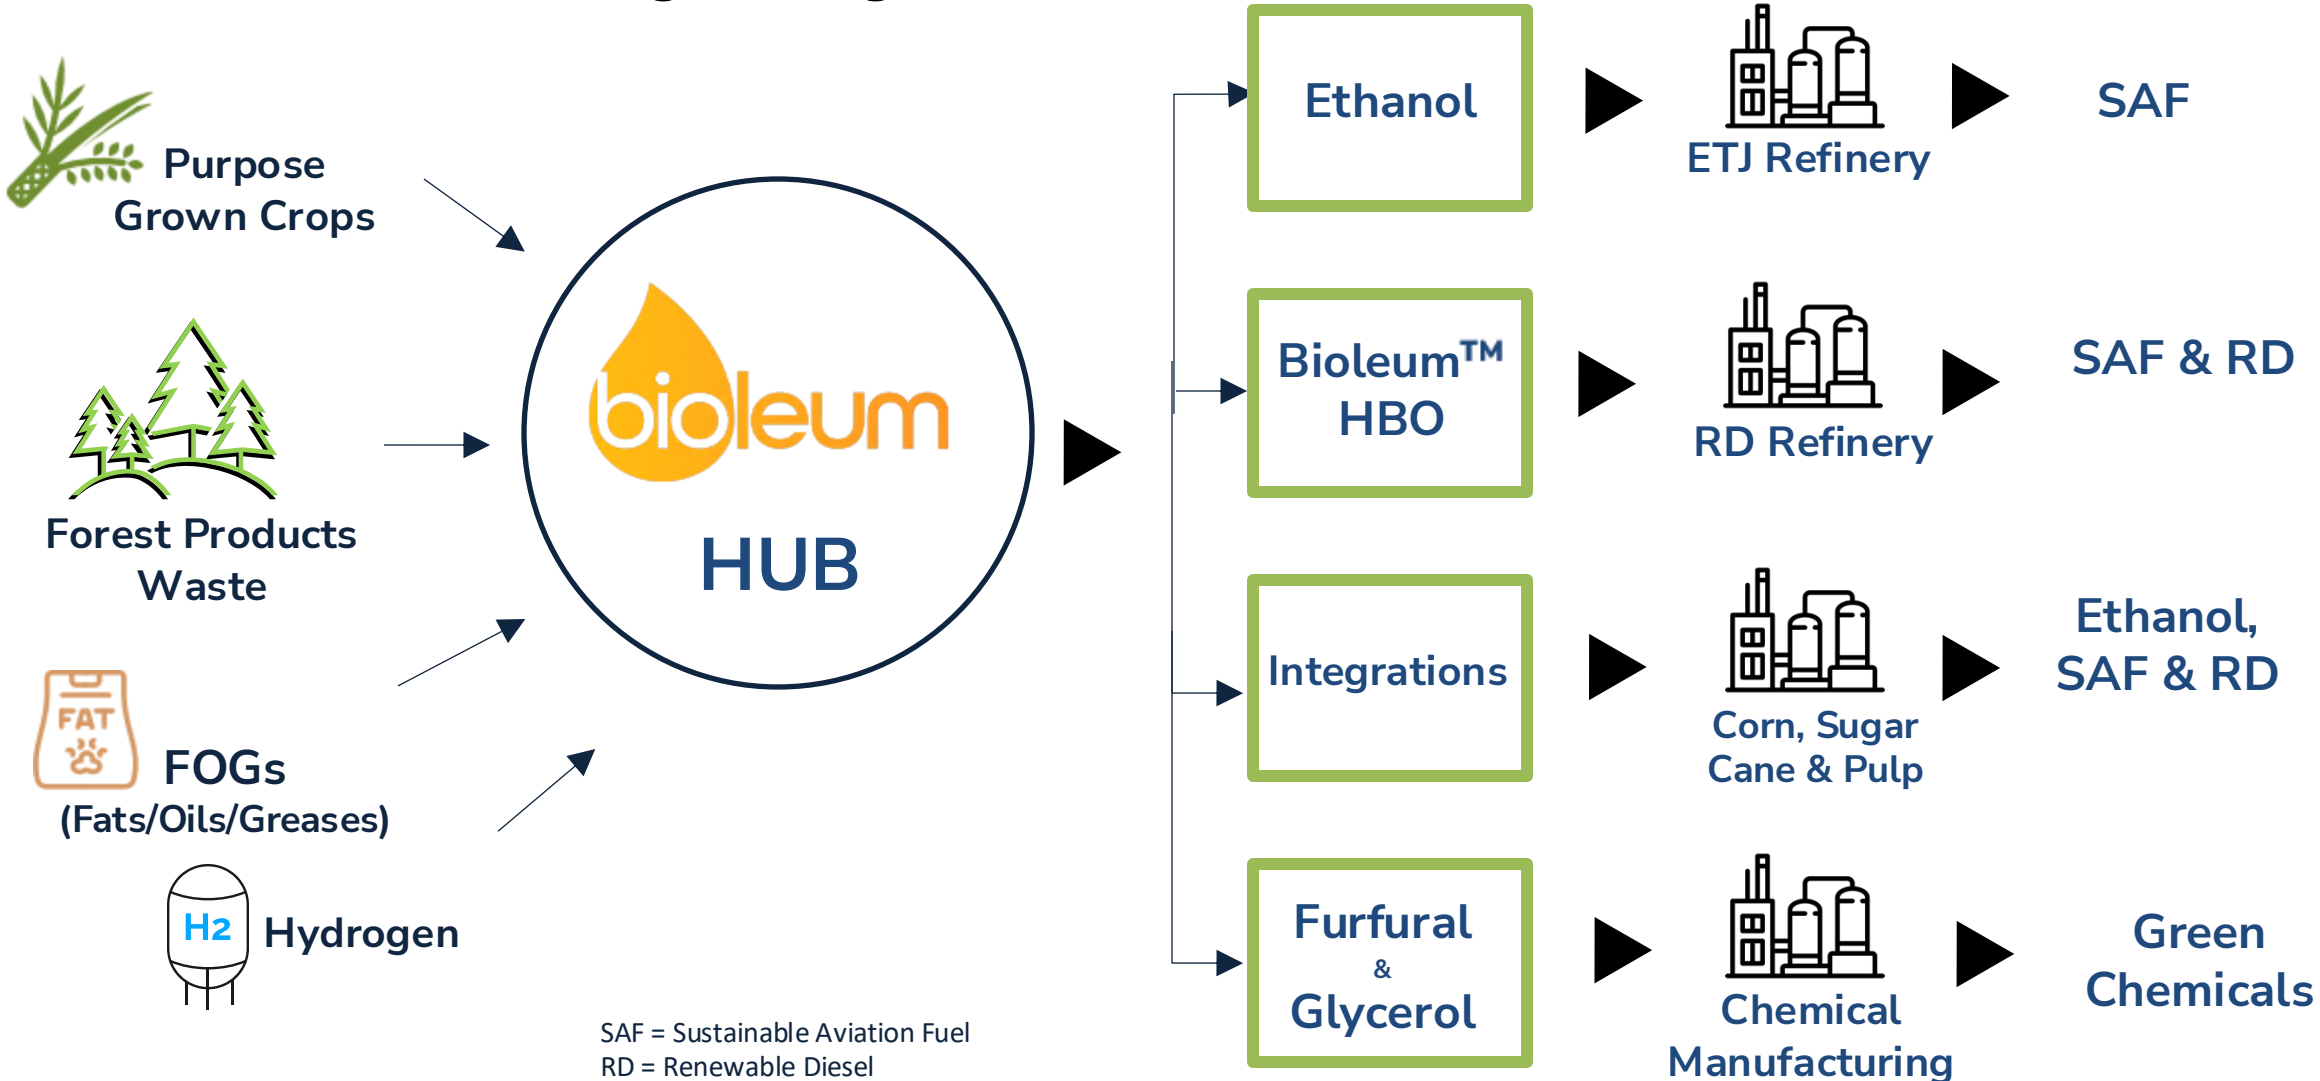 Purpose
Grown Crops
Forest Products
Waste
FAT
FOGs
(Fats/Oils/Greases)
H2
Hydrogen
bioleum
HUB
SAF = Sustainable Aviation Fuel
RD = Renewable Diesel
Ethanol
ETJ Refinery
SAF
Bioleum™
HBO
RD Refinery
SAF & RD
Integrations
Corn, Sugar
Cane & Pulp
Ethanol,
SAF & RD
Furfural
&
Glycerol
Chemical
Manufacturing
Green
Chemicals